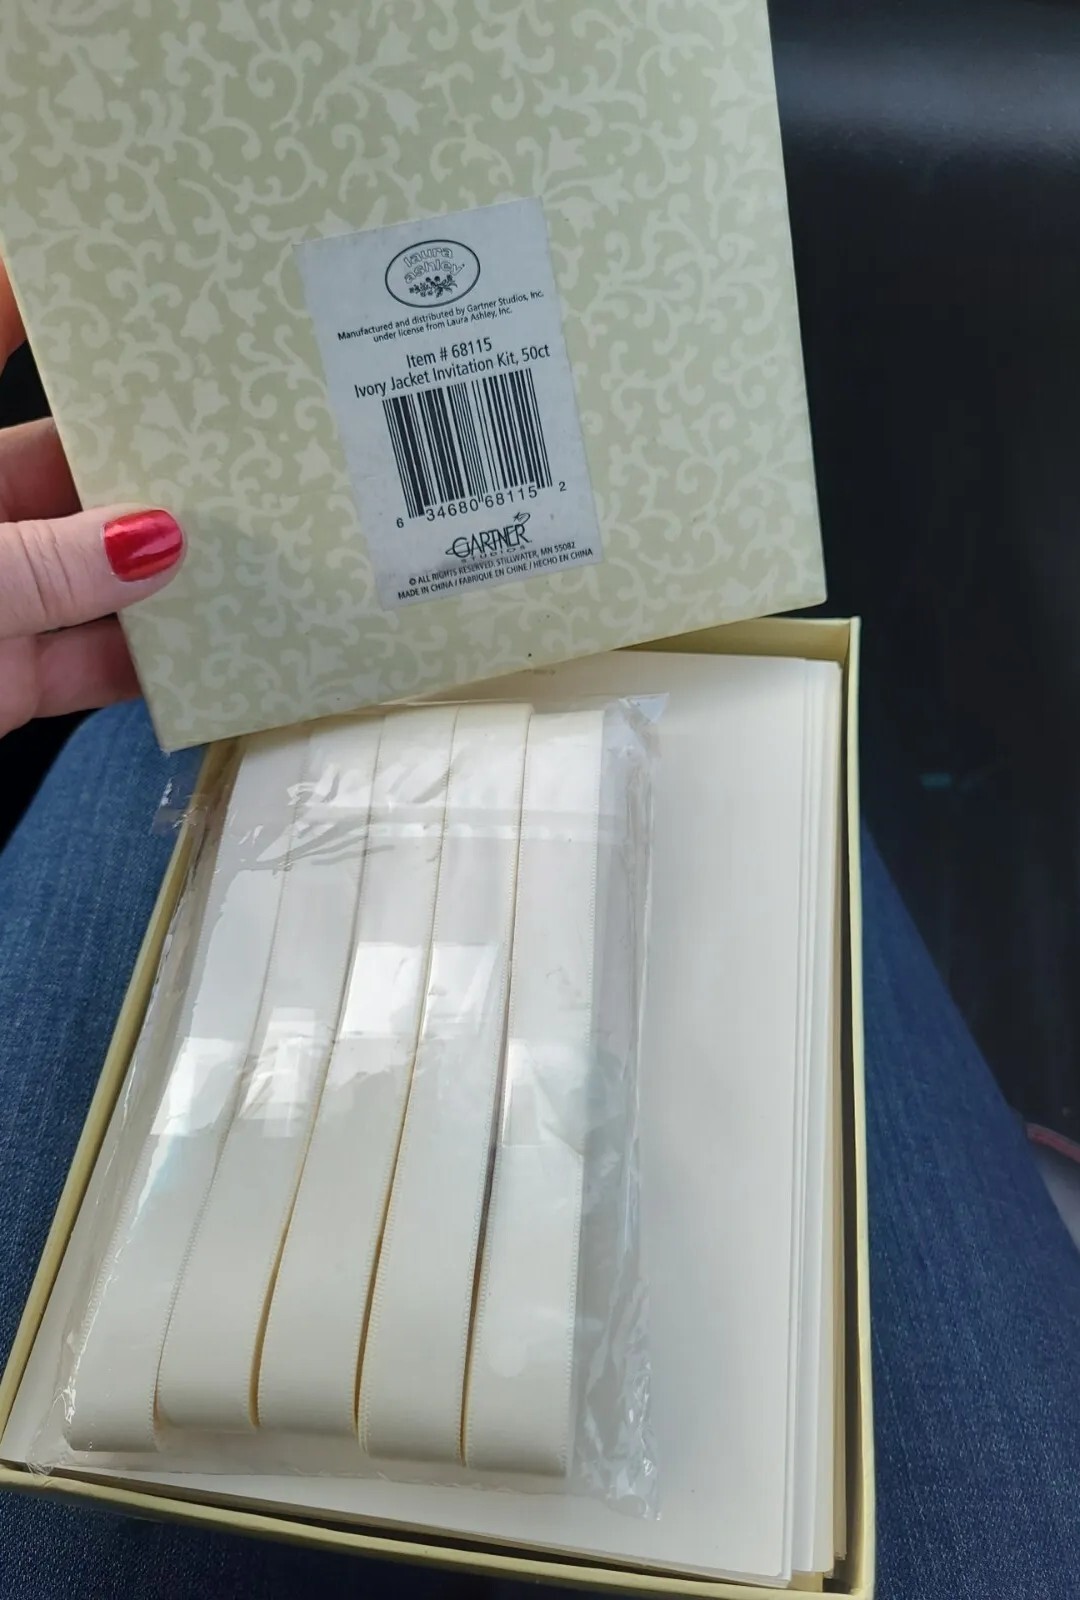 laura
ashley
Manufactured and distributed by Gartner Studios, Inc.
under license from Laura Ashley, Inc.
Item # 68115
Ivory Jacket Invitation Kit, 50ct
6 34680 68115 2
GARTNER
STUDIOS
© ALL RIGHTS RESERVED. STILLWATER, MN 55082
MADE IN CHINA / FABRIQUE EN CHINE / HECHO EN CHINA